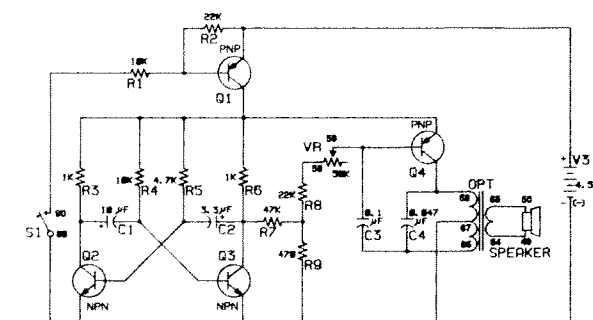 22K
R2
PNP
10K
R1
Q1
PNP
VR
50
50
50K
Q4
V3
4.5
(-)
1K
R3
10K
R4
4.7K
R5
1K
R6
22K
R8
OPT
68
65
50
67
66
64
49
SPEAKER
90
S1
10 µF
C1
3.3 µF
C2
47K
R7
0.1
µF
C3
0.047
µF
C4
470
R9
Q2
Q3
NPN
NPN